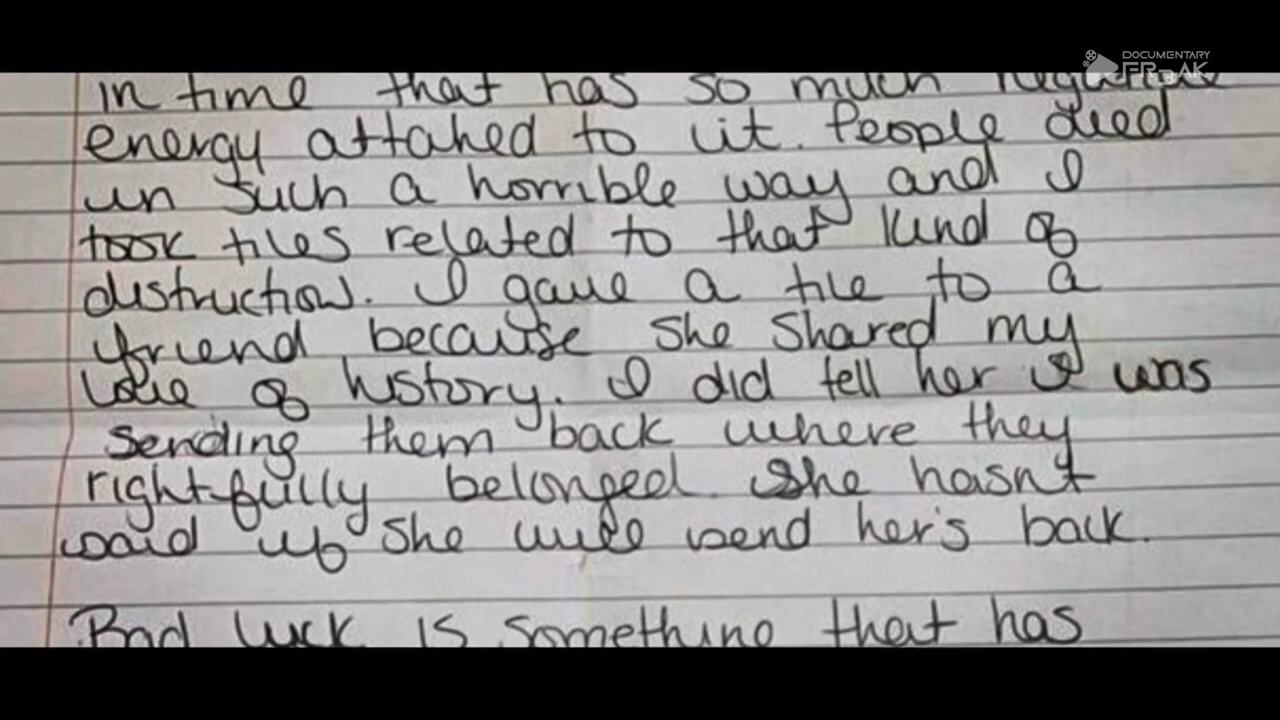 DOCUMENTARY
FR3AK
in time that has so much negative
energy attahed to it. People died
in such a horrible way and I
took tiles related to that kind of
distruction. I gave a tile to a
friend because she shared my
love of history. I did tell her I was
sending them back where they
rightfully belonged. She hasnt
said if she will send her's back.
Bad luck is something that has